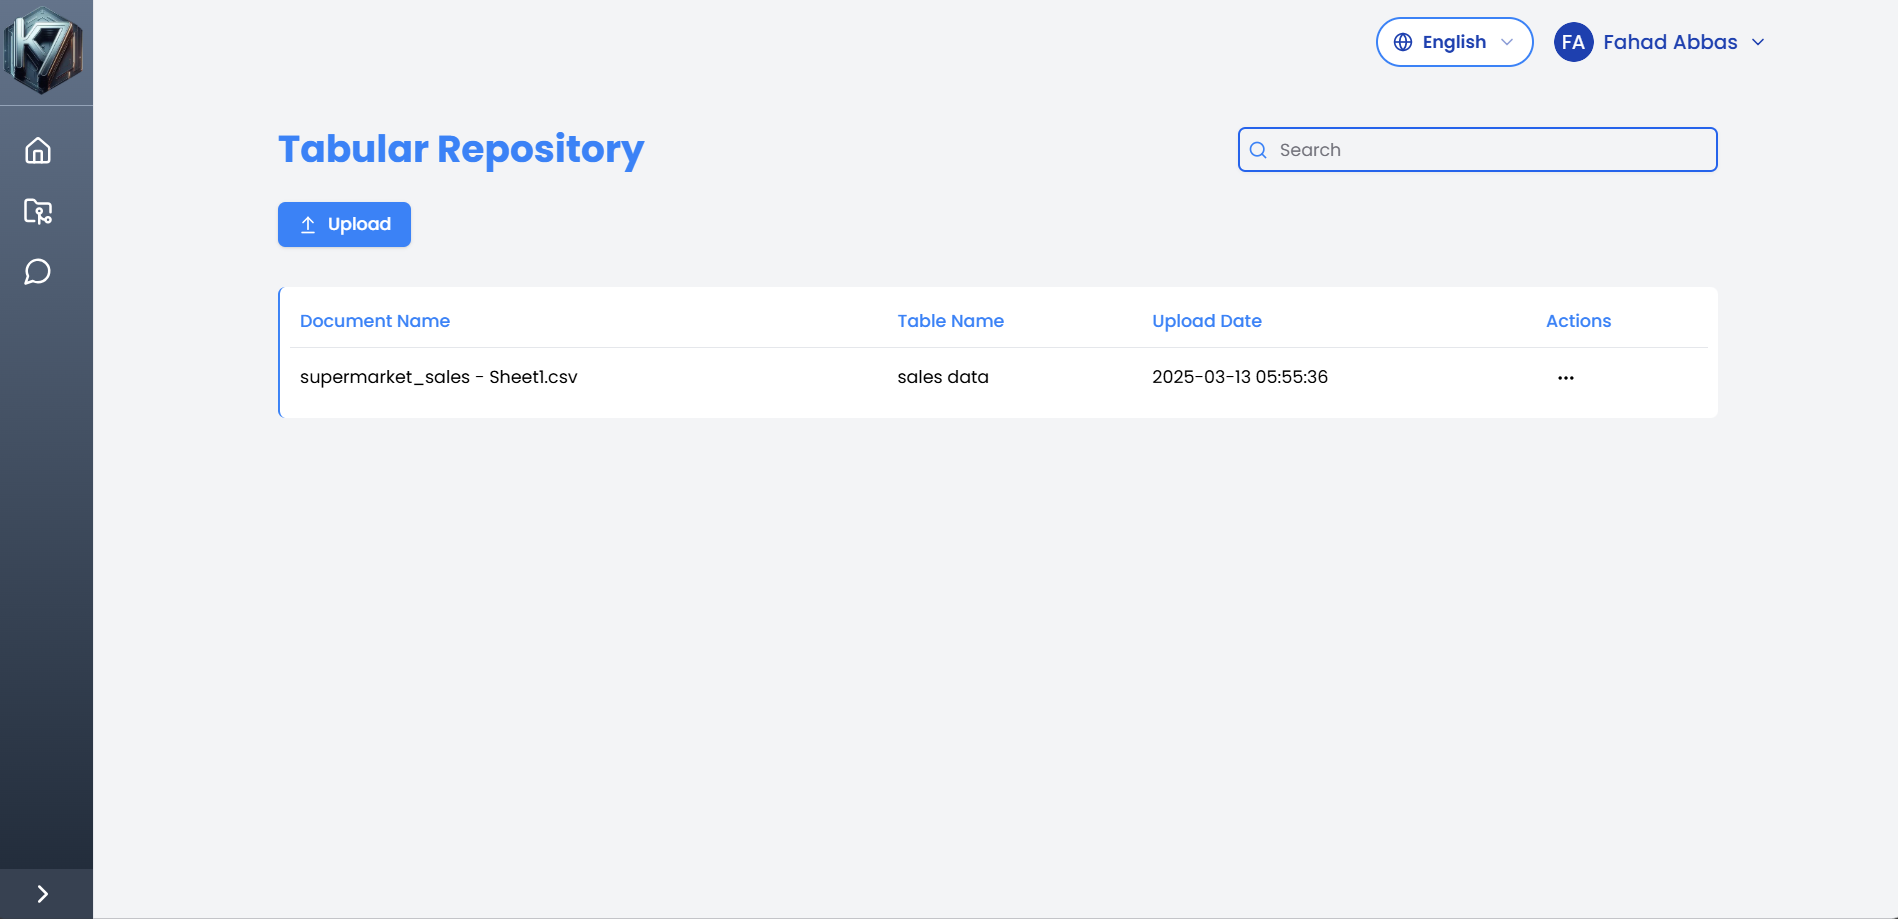 K7
English
FA Fahad Abbas
Tabular Repository
Search
Upload
Document Name Table Name Upload Date Actions
supermarket_sales - Sheet1.csv sales data 2025-03-13 05:55:36